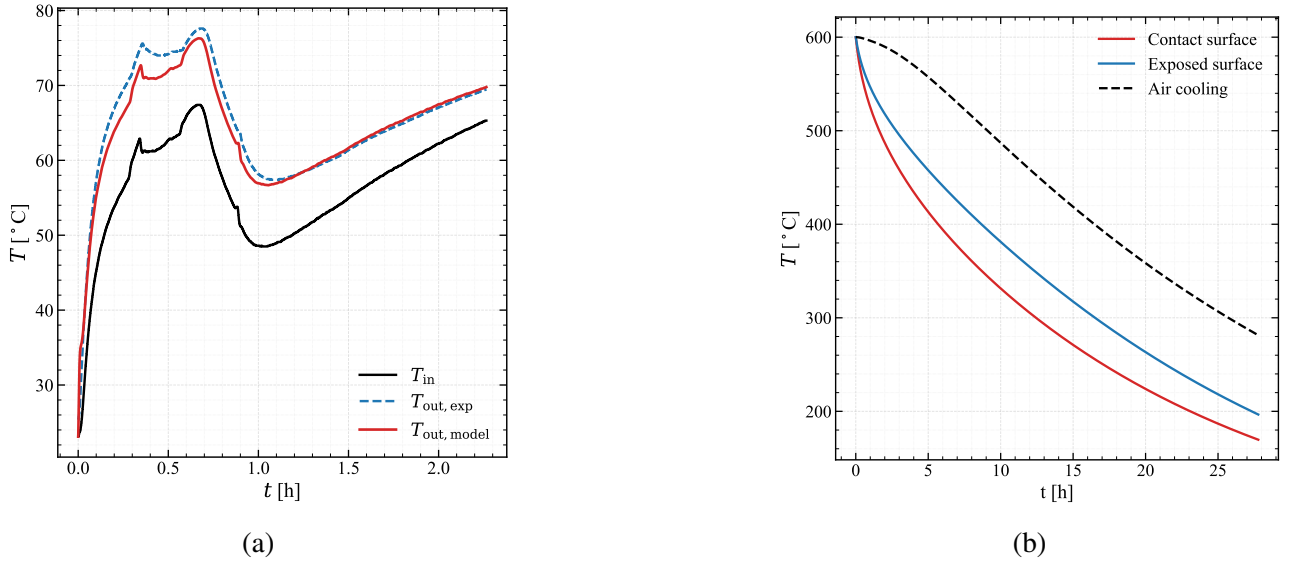 80
70
60
50
40
30
T [°C]
0.0 0.5 1.0 1.5 2.0
t [h]
T_in
T_out, exp
T_out, model
(a)
600
500
400
300
200
T [°C]
0 5 10 15 20 25
t [h]
Contact surface
Exposed surface
Air cooling
(b)